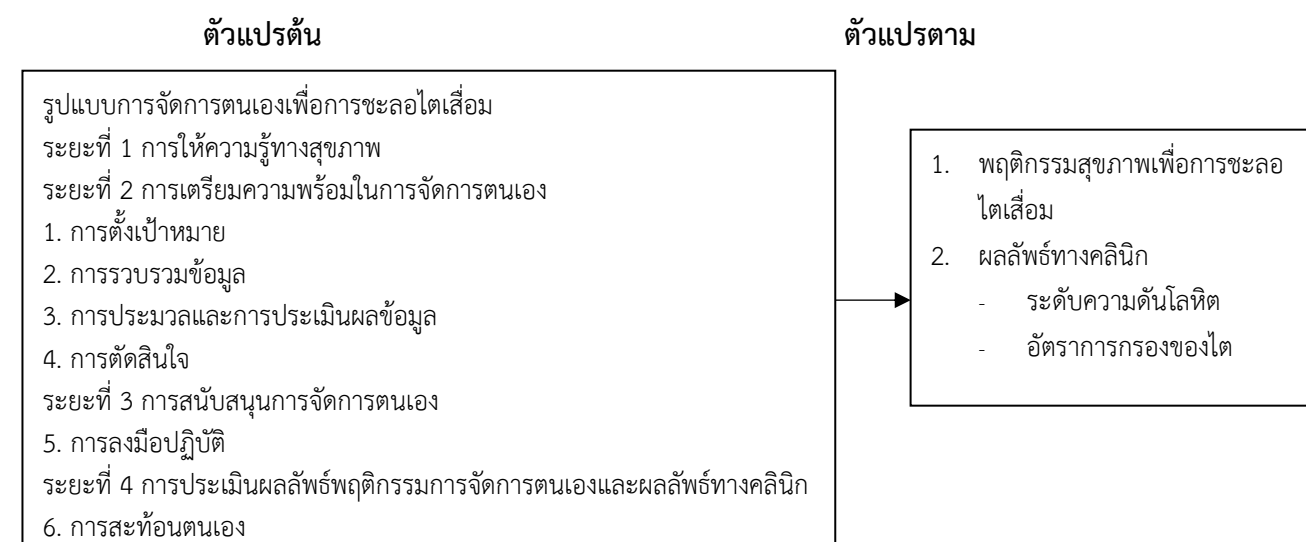 ตัวแปรต้น
ตัวแปรตาม
รูปแบบการจัดการตนเองเพื่อการชะลอไตเสื่อม
ระยะที่ 1 การให้ความรู้ทางสุขภาพ
ระยะที่ 2 การเตรียมความพร้อมในการจัดการตนเอง
1. การตั้งเป้าหมาย
2. การรวบรวมข้อมูล
3. การประมวลและการประเมินผลข้อมูล
4. การตัดสินใจ
ระยะที่ 3 การสนับสนุนการจัดการตนเอง
5. การลงมือปฏิบัติ
ระยะที่ 4 การประเมินผลลัพธ์พฤติกรรมการจัดการตนเองและผลลัพธ์ทางคลินิก
6. การสะท้อนตนเอง
1. พฤติกรรมสุขภาพเพื่อการชะลอ
ไตเสื่อม
2. ผลลัพธ์ทางคลินิก
- ระดับความดันโลหิต
- อัตราการกรองของไต